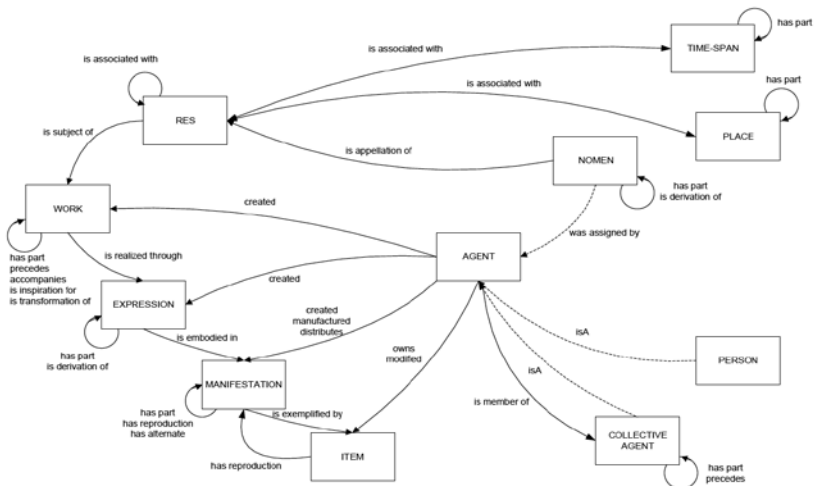 has part
TIME-SPAN
is associated with
is associated with
has part
is associated with
RES
PLACE
is subject of
is appellation of
NOMEN
has part
is derivation of
WORK
created
was assigned by
has part
precedes
accompanies
is inspiration for
is transformation of
is realized through
AGENT
EXPRESSION
created
has part
is derivation of
is embodied in
created
manufactured
distributes
owns
modified
isA
PERSON
isA
MANIFESTATION
is member of
has part
has reproduction
has alternate
is exemplified by
COLLECTIVE
AGENT
has reproduction
ITEM
has part
precedes